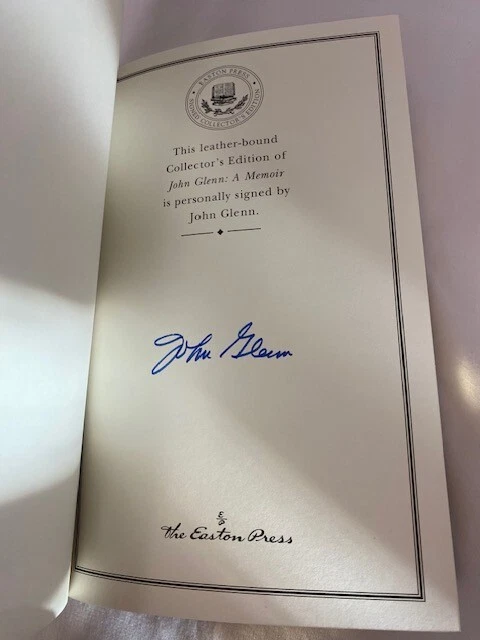 EASTON PRESS
SIGNED COLLECTOR'S EDITION
This leather-bound
Collector's Edition of
John Glenn: A Memoir
is personally signed by
John Glenn.
John Glenn
E/P
The Easton Press